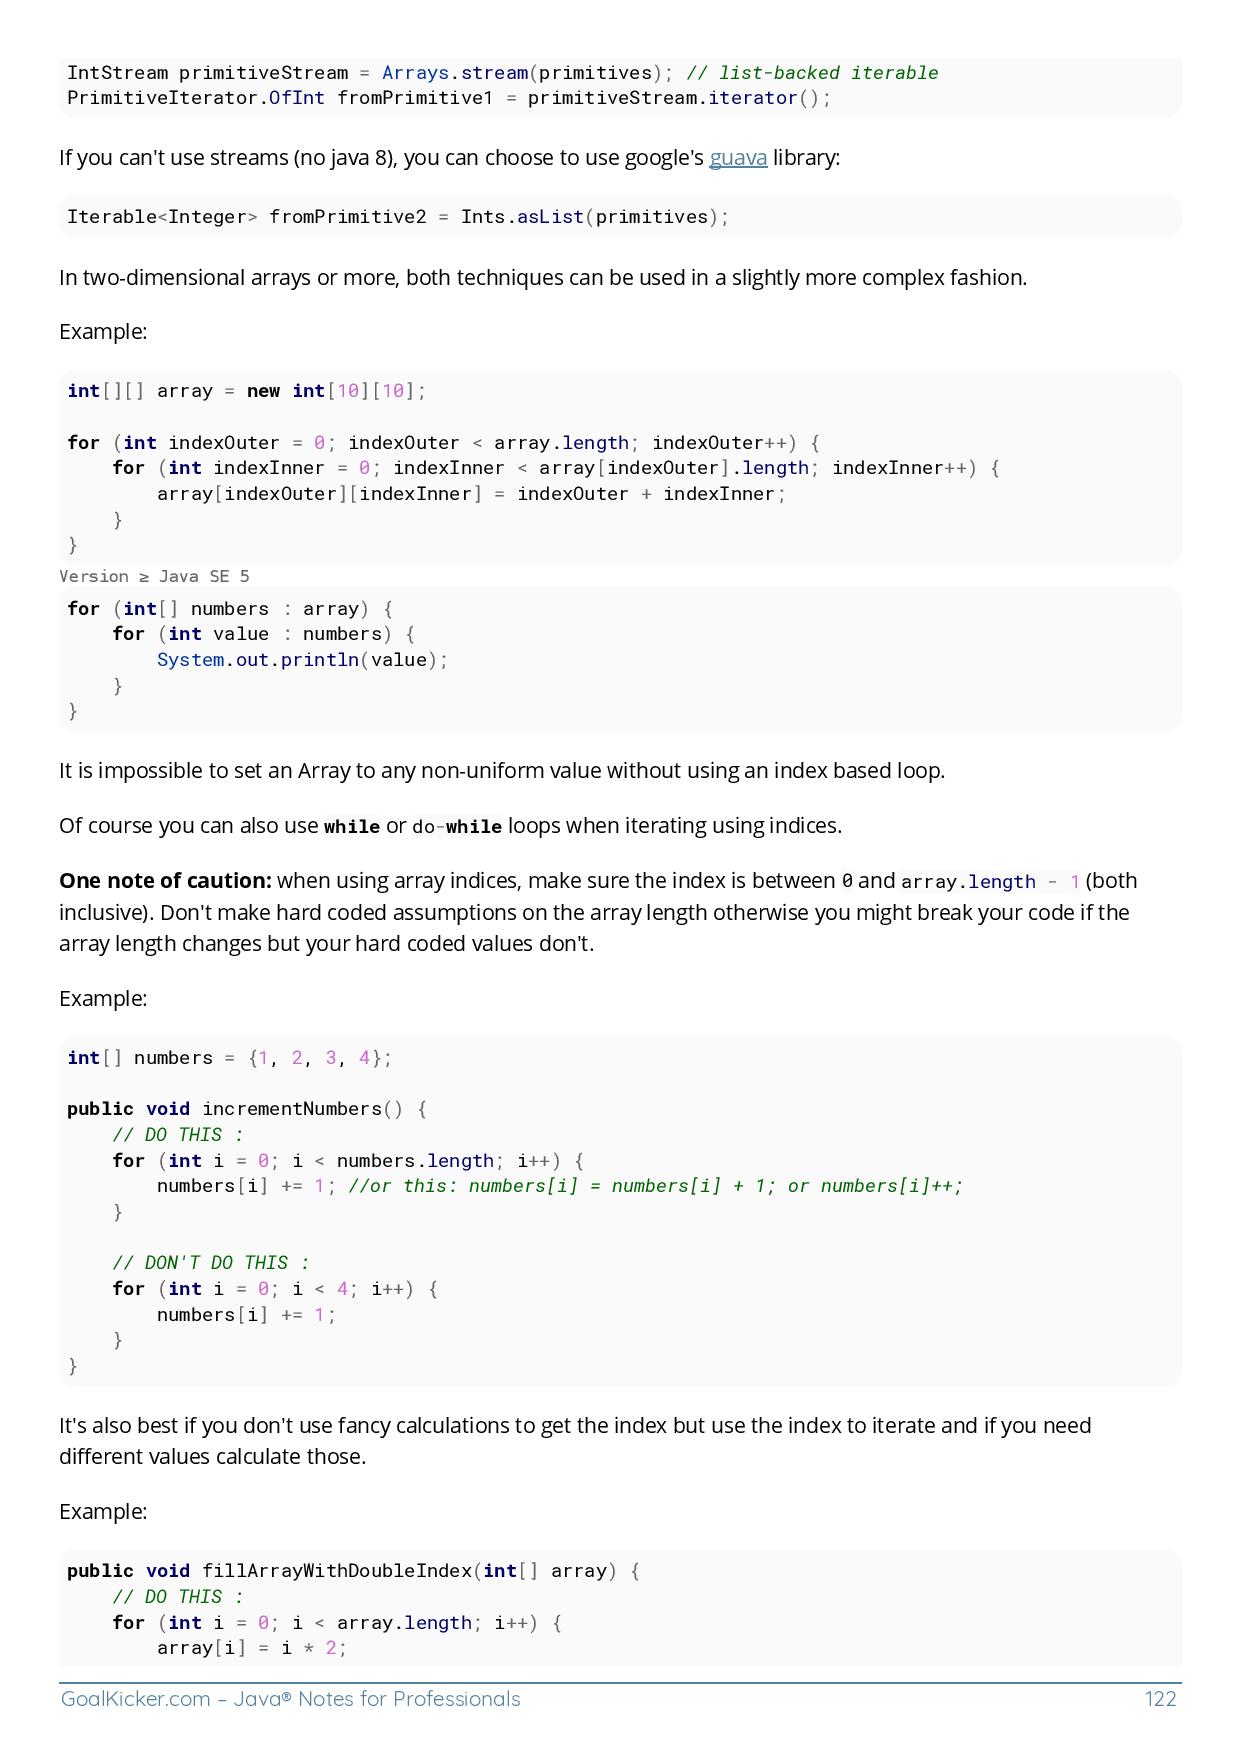 IntStream primitiveStream = Arrays.stream(primitives); // list-backed iterable
PrimitiveIterator.OfInt fromPrimitive1 = primitiveStream.iterator();
If you can't use streams (no java 8), you can choose to use google's guava library:
Iterable<Integer> fromPrimitive2 = Ints.asList(primitives);
In two-dimensional arrays or more, both techniques can be used in a slightly more complex fashion.
Example:
int[][] array = new int[10][10];
for (int indexOuter = 0; indexOuter < array.length; indexOuter++) {
    for (int indexInner = 0; indexInner < array[indexOuter].length; indexInner++) {
        array[indexOuter][indexInner] = indexOuter + indexInner;
    }
}
Version ≥ Java SE 5
for (int[] numbers : array) {
    for (int value : numbers) {
        System.out.println(value);
    }
}
It is impossible to set an Array to any non-uniform value without using an index based loop.
Of course you can also use while or do-while loops when iterating using indices.
One note of caution: when using array indices, make sure the index is between 0 and array.length - 1 (both
inclusive). Don't make hard coded assumptions on the array length otherwise you might break your code if the
array length changes but your hard coded values don't.
Example:
int[] numbers = {1, 2, 3, 4};
public void incrementNumbers() {
    // DO THIS :
    for (int i = 0; i < numbers.length; i++) {
        numbers[i] += 1; //or this: numbers[i] = numbers[i] + 1; or numbers[i]++;
    }
    // DON'T DO THIS :
    for (int i = 0; i < 4; i++) {
        numbers[i] += 1;
    }
}
It's also best if you don't use fancy calculations to get the index but use the index to iterate and if you need
different values calculate those.
Example:
public void fillArrayWithDoubleIndex(int[] array) {
    // DO THIS :
    for (int i = 0; i < array.length; i++) {
        array[i] = i * 2;
GoalKicker.com – Java® Notes for Professionals 122